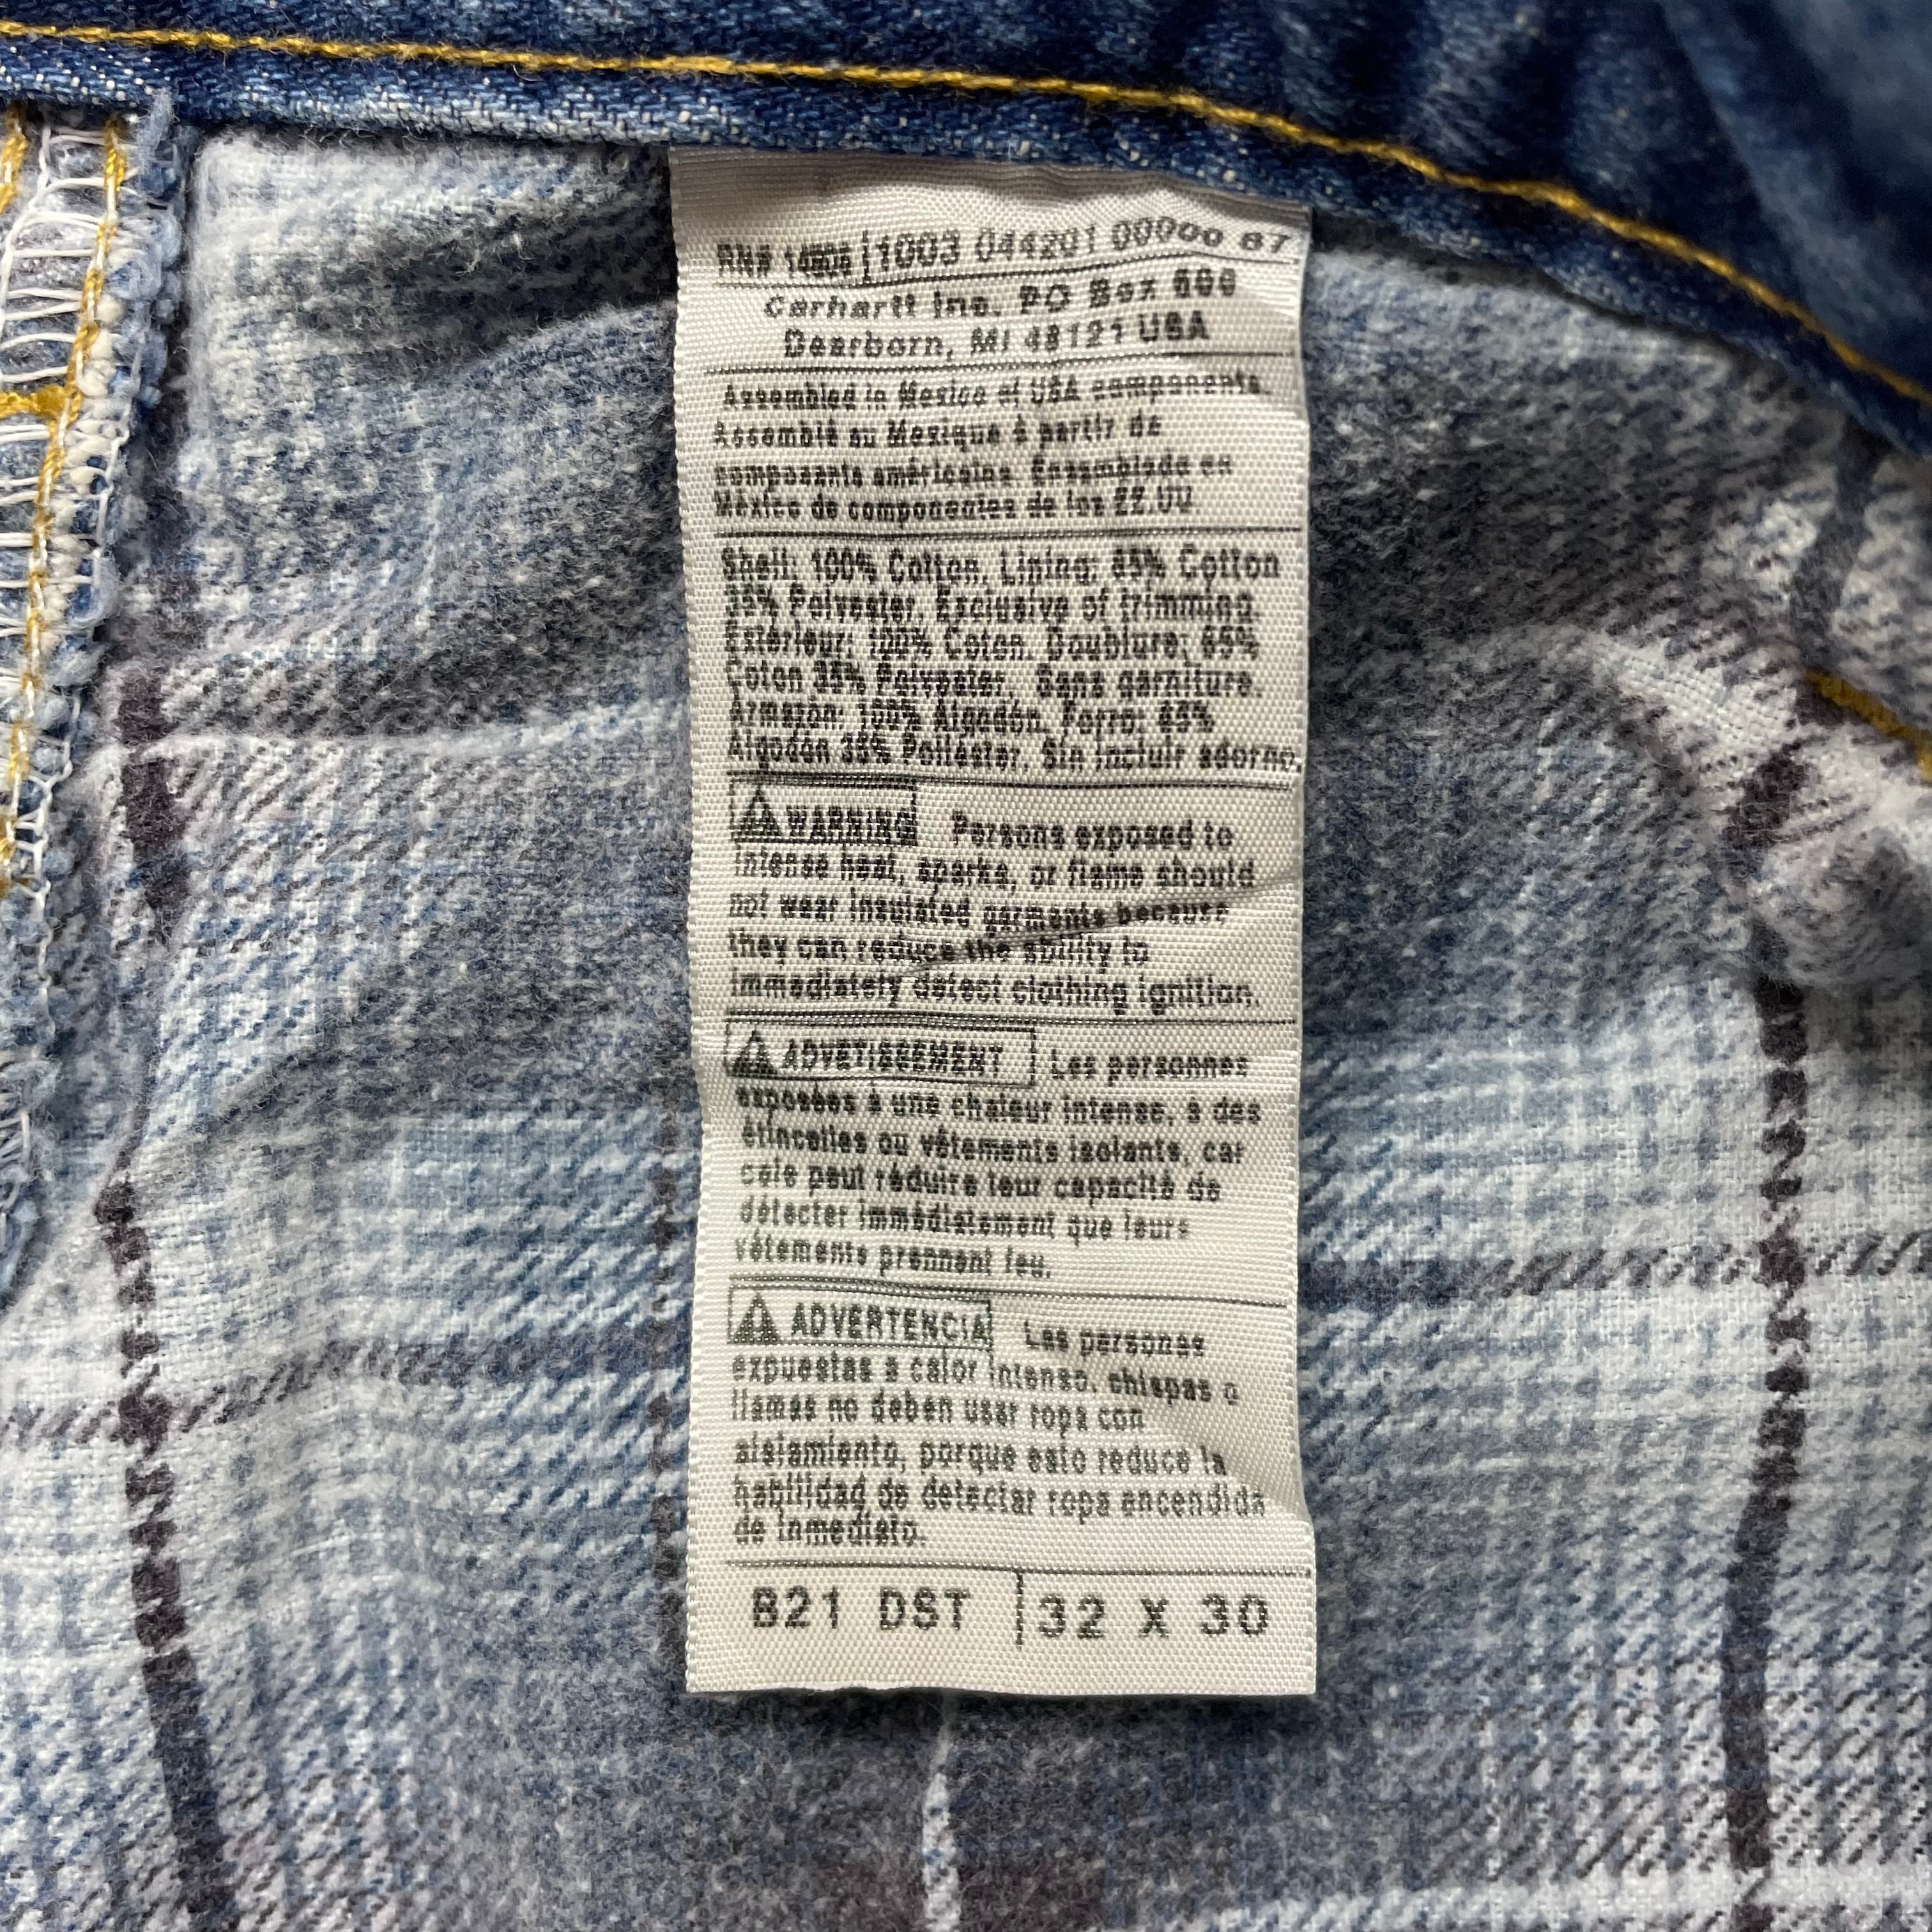 RN# 14806 1003 044201 00000 67
Carhartt Inc. PO Box 600
Dearborn, MI 48121 USA
Assembled in Mexico of USA components
Assemblé au Mexique à partir de
composants américains Ensamblado en
México de componentes de los EE.UU
Shell: 100% Cotton, Lining: 65% Cotton
35% Polyester, Exclusive of trimming
Extérieur: 100% Coton. Doublure: 65%
Coton 35% Polyester. Sans garniture.
Armazon: 100% Algodón, Forro: 65%
Algodón 35% Poliéster. Sin incluir adorno.
WARNING Persons exposed to
intense heat, sparks, or flame should
not wear insulated garments because
they can reduce the ability to
immediately detect clothing ignition.
ADVETISSEMENT Les personnes
exposées à une chaleur intense, à des
étincelles ou vêtements isolants, car
cele peut réduire leur capacité de
détecter immédiatement que leurs
vêtements prennent feu.
ADVERTENCIA Las personas
expuestas a calor intenso, chispas o
llamas no deben usar ropa con
aislamiento, porque esto reduce la
habilidad de detectar ropa encendida
de inmediato.
B21 DST 32 X 30